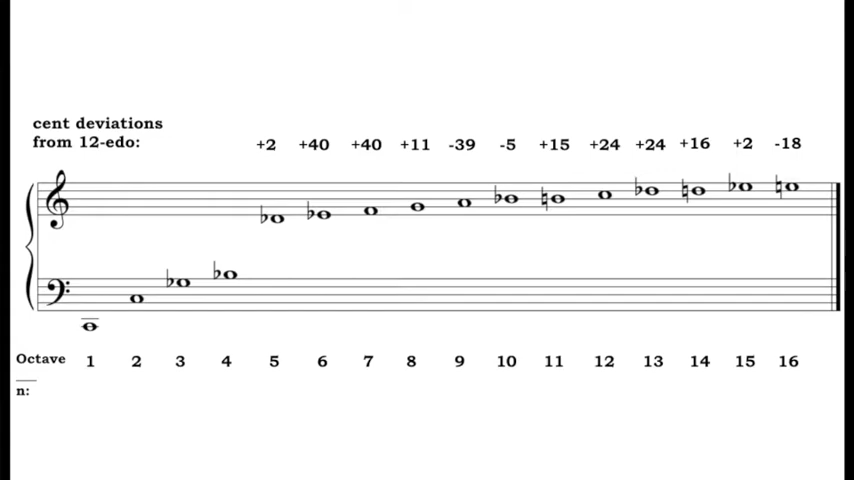 cent deviations
from 12-edo: +2 +40 +40 +11 -39 -5 +15 +24 +24 +16 +2 -18
Octave 1 2 3 4 5 6 7 8 9 10 11 12 13 14 15 16
n: